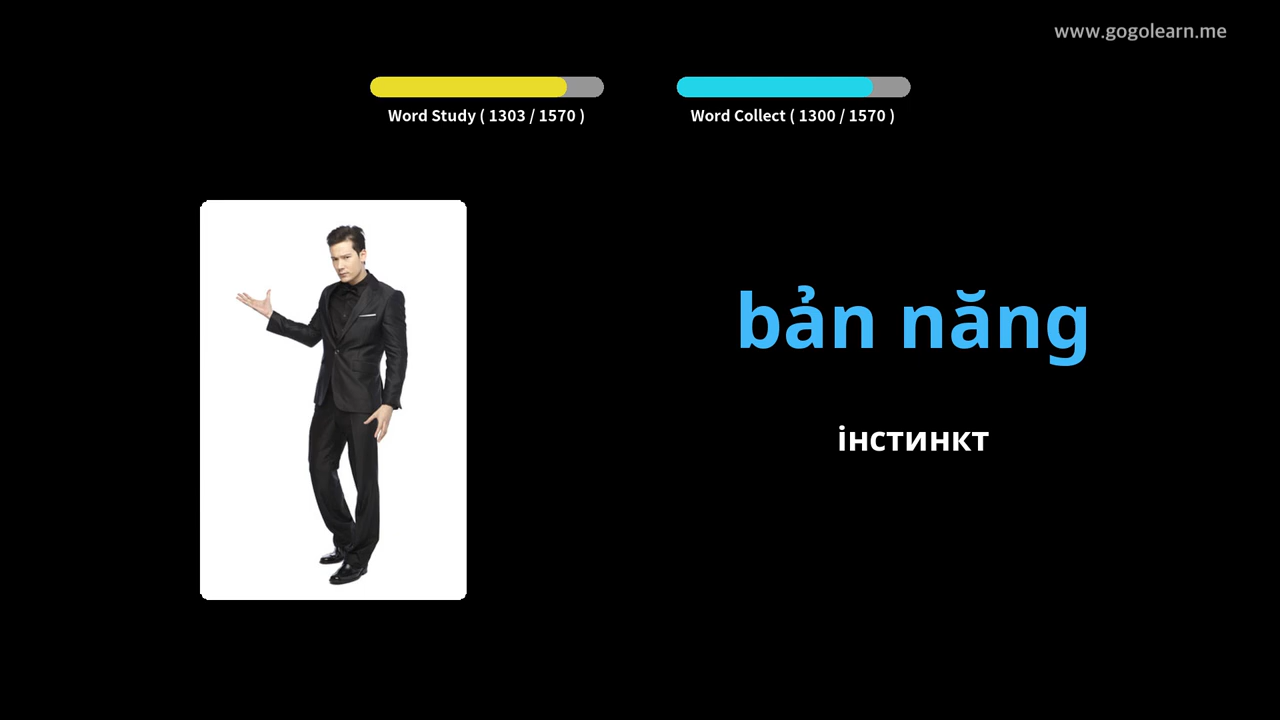 www.gogolearn.me
Word Study ( 1303 / 1570 )
Word Collect ( 1300 / 1570 )
bản năng
інстинкт